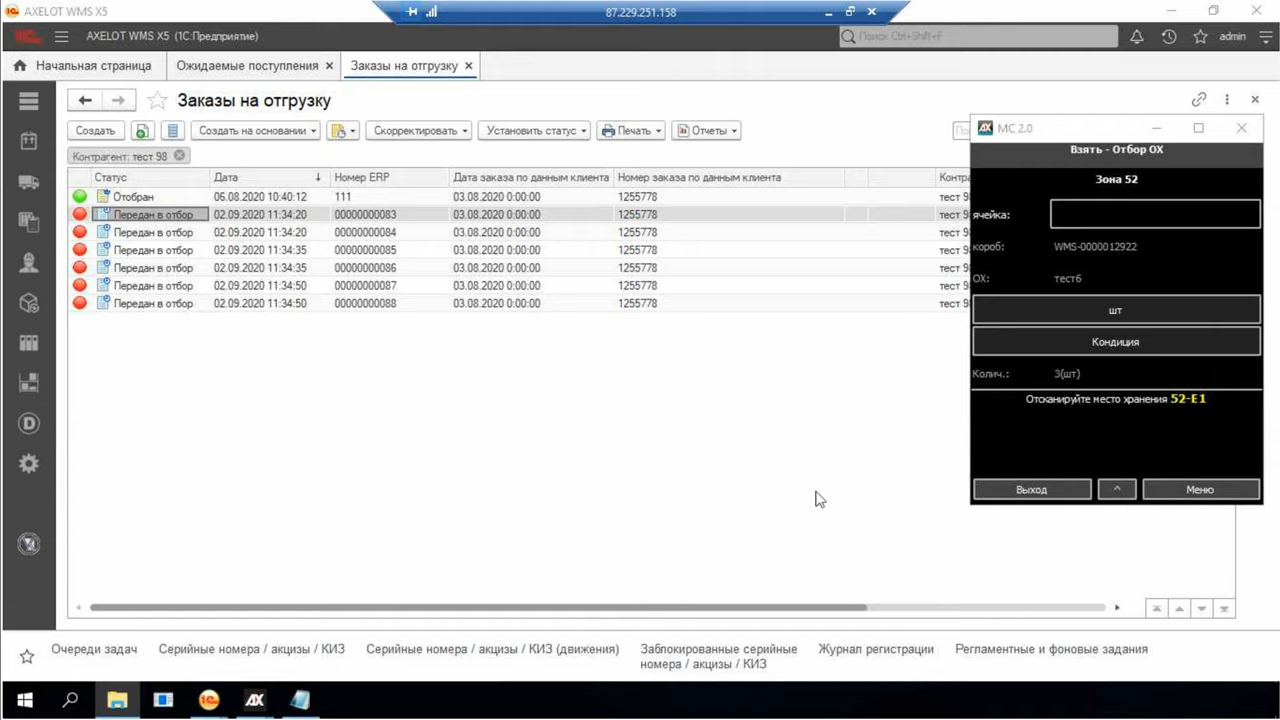 AXELOT WMS X5
87.229.251.158
AXELOT WMS X5 (1С:Предприятие)
Поиск Ctrl+Shift+F
admin
Начальная страница
Ожидаемые поступления ×
Заказы на отгрузку ×
Заказы на отгрузку
Создать
Создать на основании
Скорректировать
Установить статус
Печать
Отчеты
Контрагент: тест 98
Статус Дата Номер ERP Дата заказа по данным клиента Номер заказа по данным клиента
Отобран 06.08.2020 10:40:12 111 03.08.2020 0:00:00 1255778 тест 98
Передан в отбор 02.09.2020 11:34:20 00000000083 03.08.2020 0:00:00 1255778
Передан в отбор 02.09.2020 11:34:20 00000000084 03.08.2020 0:00:00 1255778
Передан в отбор 02.09.2020 11:34:35 00000000085 03.08.2020 0:00:00 1255778
Передан в отбор 02.09.2020 11:34:35 00000000086 03.08.2020 0:00:00 1255778
Передан в отбор 02.09.2020 11:34:50 00000000087 03.08.2020 0:00:00 1255778
Передан в отбор 02.09.2020 11:34:50 00000000088 03.08.2020 0:00:00 1255778
MC 2.0
Взять - Отбор ОХ
Зона 52
ячейка:
короб: WMS-0000012922
ОХ: тест6
шт
Кондиция
Колич.: 3(шт)
Отсканируйте место хранения 52-E1
Выход
^
Меню
Очереди задач
Серийные номера / акцизы / КИЗ
Серийные номера / акцизы / КИЗ (движения)
Заблокированные серийные
номера / акцизы / КИЗ
Журнал регистрации
Регламентные и фоновые задания